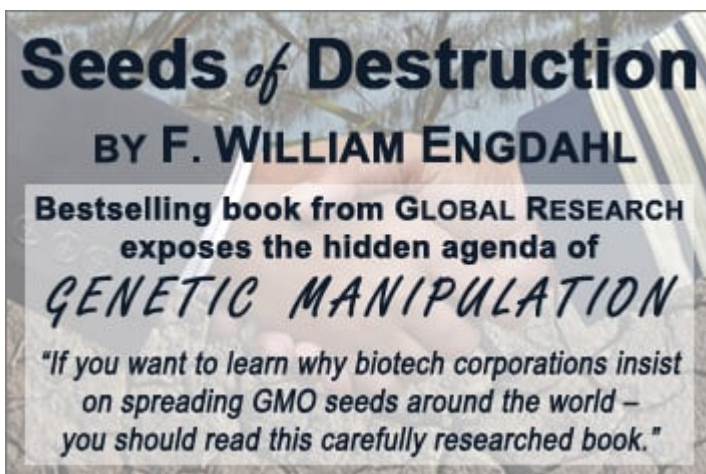 Seeds of Destruction
BY F. WILLIAM ENGDAHL
Bestselling book from GLOBAL RESEARCH
exposes the hidden agenda of
GENETIC MANIPULATION
"If you want to learn why biotech corporations insist
on spreading GMO seeds around the world –
you should read this carefully researched book."